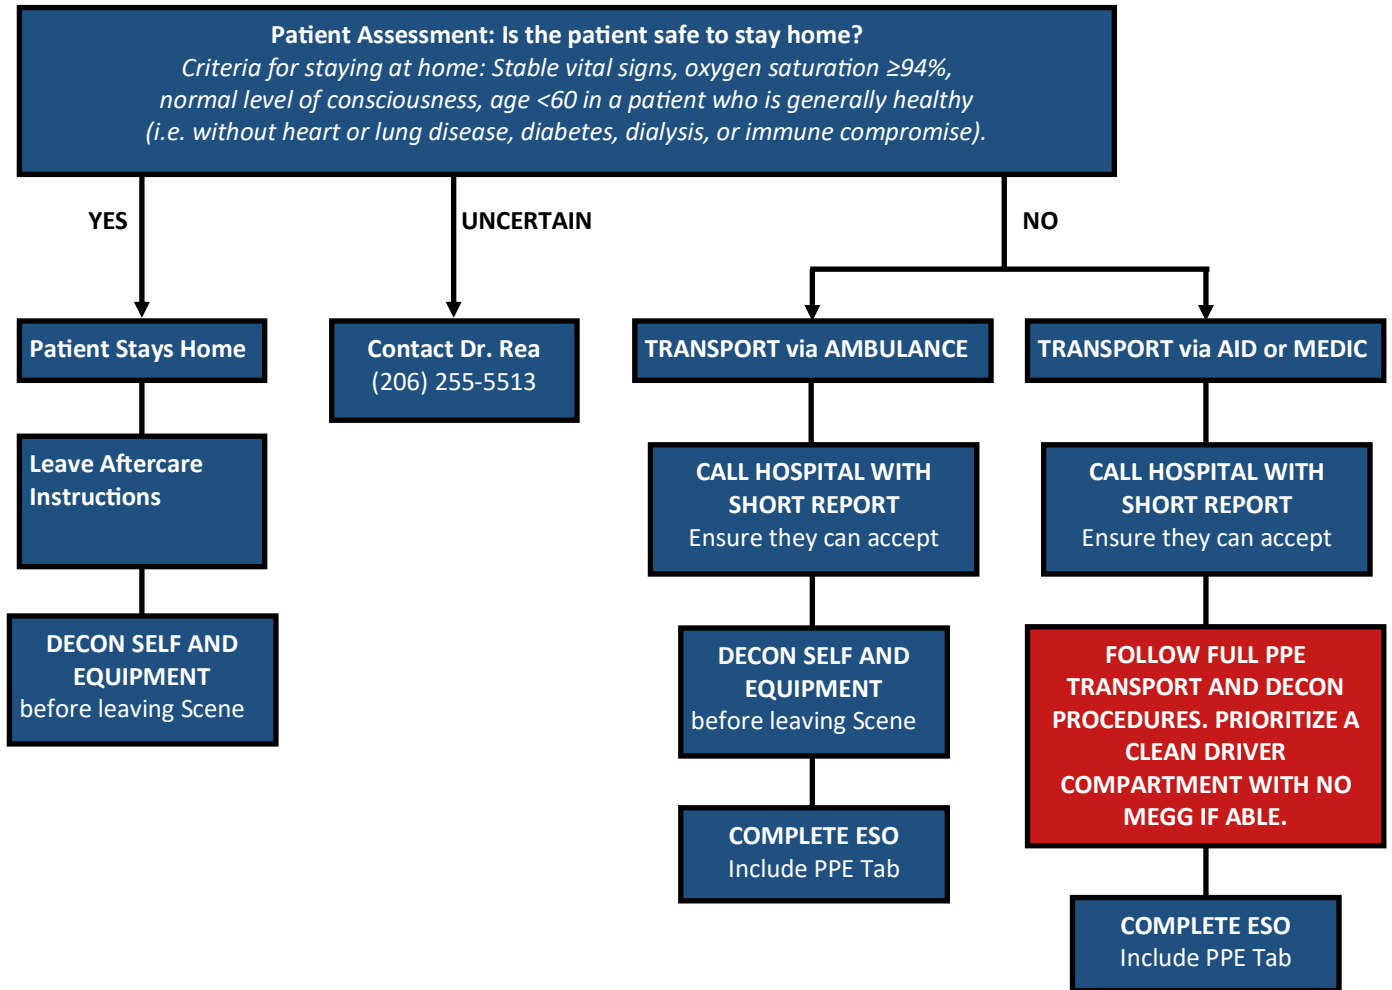 Patient Assessment: Is the patient safe to stay home?
Criteria for staying at home: Stable vital signs, oxygen saturation ≥94%,
normal level of consciousness, age <60 in a patient who is generally healthy
(i.e. without heart or lung disease, diabetes, dialysis, or immune compromise).
YES
UNCERTAIN
NO
Patient Stays Home
Contact Dr. Rea
(206) 255-5513
TRANSPORT via AMBULANCE
TRANSPORT via AID or MEDIC
Leave Aftercare
Instructions
CALL HOSPITAL WITH
SHORT REPORT
Ensure they can accept
CALL HOSPITAL WITH
SHORT REPORT
Ensure they can accept
DECON SELF AND
EQUIPMENT
before leaving Scene
DECON SELF AND
EQUIPMENT
before leaving Scene
FOLLOW FULL PPE
TRANSPORT AND DECON
PROCEDURES. PRIORITIZE A
CLEAN DRIVER
COMPARTMENT WITH NO
MEGG IF ABLE.
COMPLETE ESO
Include PPE Tab
COMPLETE ESO
Include PPE Tab